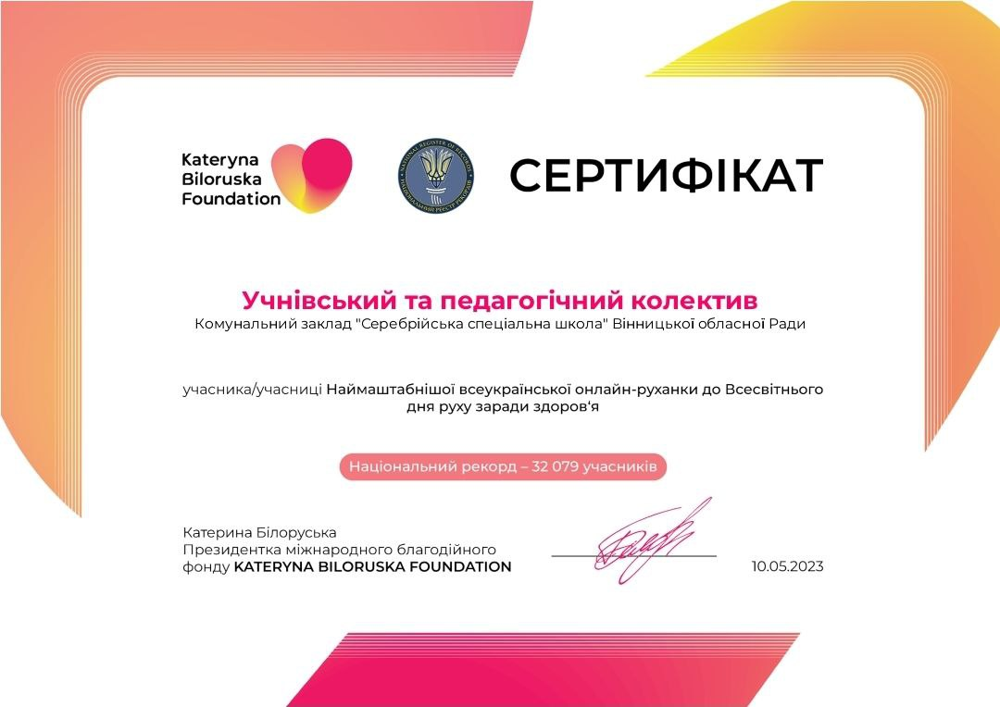 Kateryna
Biloruska
Foundation
NATIONAL REGISTER OF RECORDS
НАЦІОНАЛЬНИЙ РЕЄСТР РЕКОРДІВ
СЕРТИФІКАТ
Учнівський та педагогічний колектив
Комунальний заклад "Серебрійська спеціальна школа" Вінницької обласної Ради
учасника/учасниці Наймаштабнішої всеукраїнської онлайн-руханки до Всесвітнього
дня руху заради здоров‘я
Національний рекорд – 32 079 учасників
Катерина Білоруська
Президентка міжнародного благодійного
фонду KATERYNA BILORUSKA FOUNDATION
10.05.2023